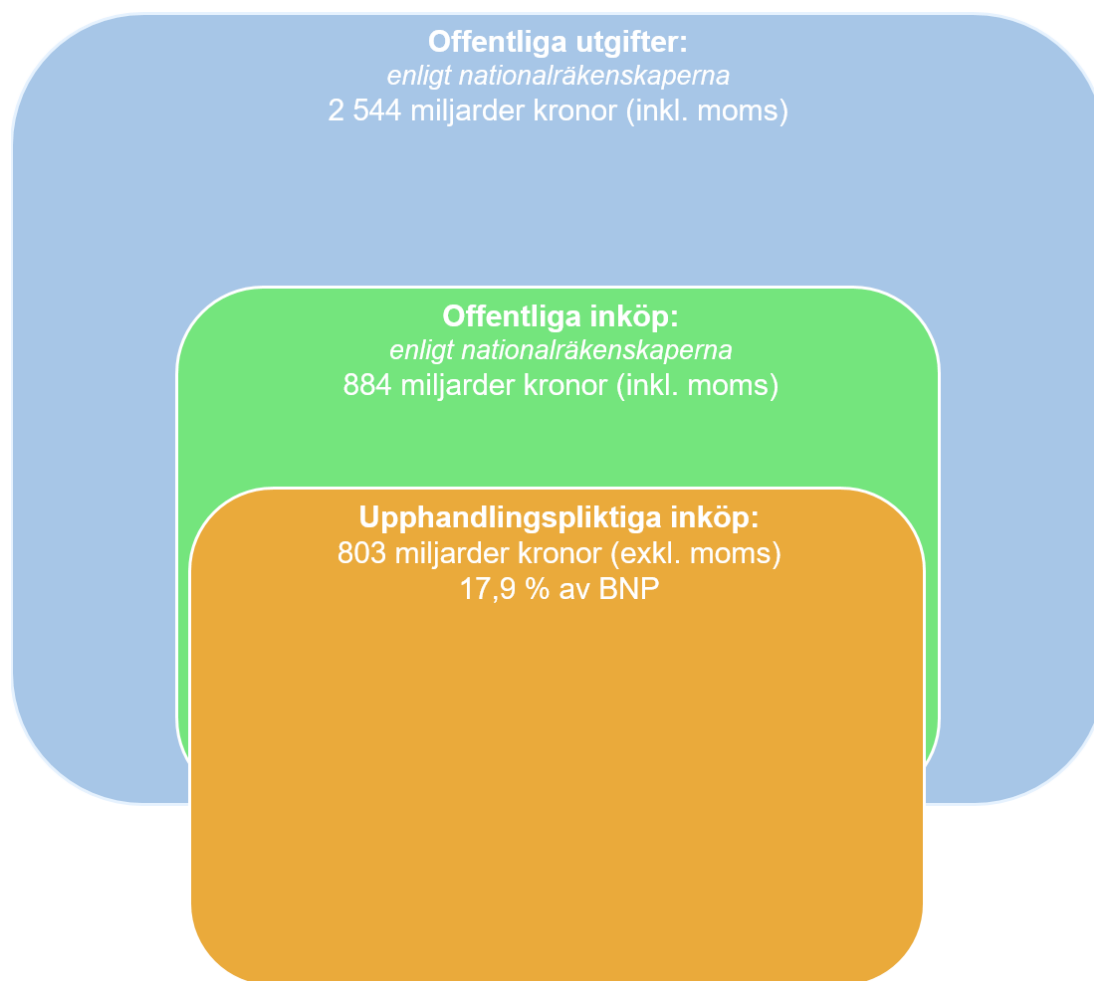 Offentliga utgifter:
enligt nationalräkenskaperna
2 544 miljarder kronor (inkl. moms)
Offentliga inköp:
enligt nationalräkenskaperna
884 miljarder kronor (inkl. moms)
Upphandlingspliktiga inköp:
803 miljarder kronor (exkl. moms)
17,9 % av BNP